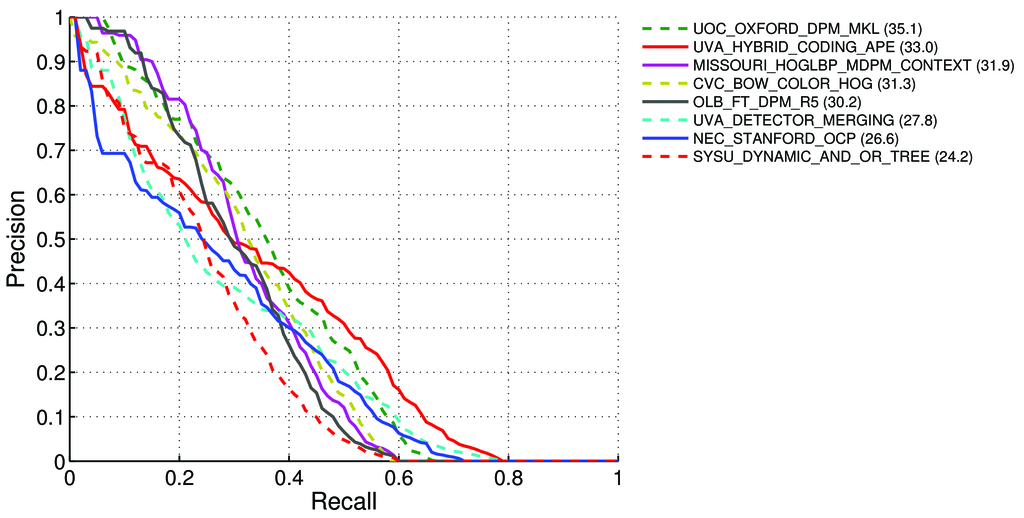 1
0.9
0.8
0.7
0.6
0.5
0.4
0.3
0.2
0.1
0
Precision
0 0.2 0.4 0.6 0.8 1
Recall
UOC_OXFORD_DPM_MKL (35.1)
UVA_HYBRID_CODING_APE (33.0)
MISSOURI_HOGLBP_MDPM_CONTEXT (31.9)
CVC_BOW_COLOR_HOG (31.3)
OLB_FT_DPM_R5 (30.2)
UVA_DETECTOR_MERGING (27.8)
NEC_STANFORD_OCP (26.6)
SYSU_DYNAMIC_AND_OR_TREE (24.2)